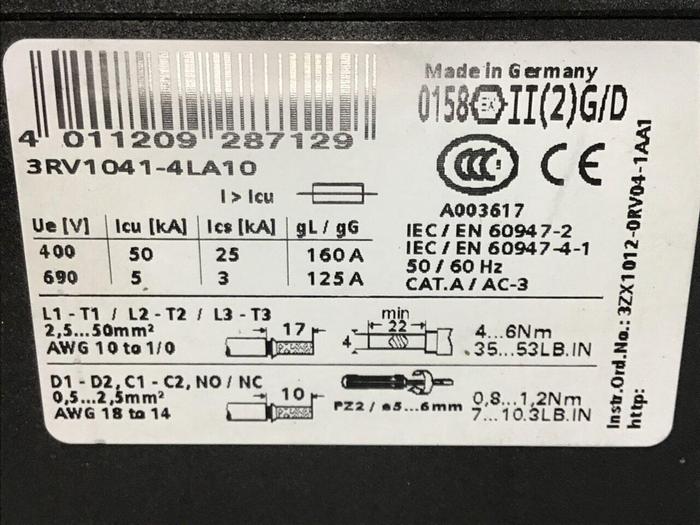 4 011209 287129
3RV1041-4LA10
Made in Germany
0158 Ex II(2)G/D
CCC CE
A003617
IEC / EN 60947-2
IEC / EN 60947-4-1
50 / 60 Hz
CAT.A / AC-3
I > Icu
Ue [V] Icu [kA] Ics [kA] gL / gG
400 50 25 160 A
690 5 3 125 A
L1 - T1 / L2 - T2 / L3 - T3
2,5...50mm²
AWG 10 to 1/0
17
min
22
4
4...6Nm
35...53LB.IN
D1 - D2, C1 - C2, NO / NC
0,5...2,5mm²
AWG 18 to 14
10
PZ2 / ø5...6mm
0,8...1,2Nm
7...10.3LB.IN
Instr.Ord.No.: 3ZX1012-0RV04-1AA1
http: